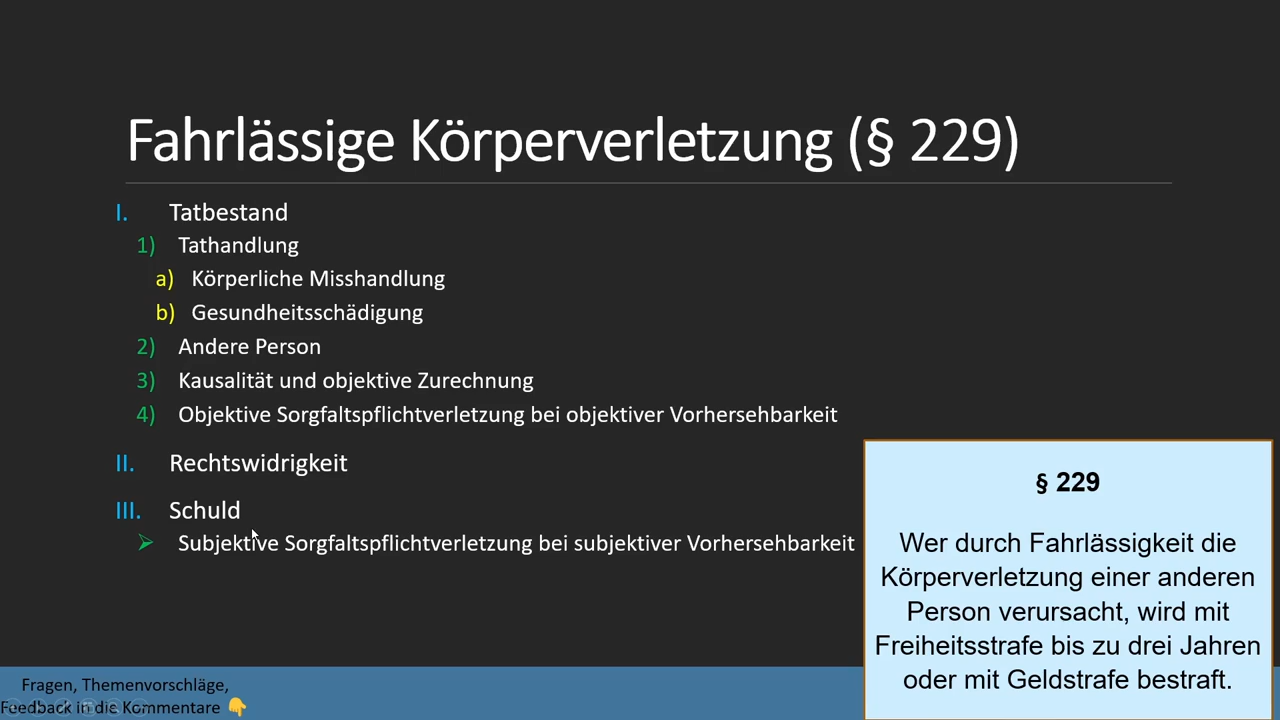 Fahrlässige Körperverletzung (§ 229)
I. Tatbestand
1) Tathandlung
a) Körperliche Misshandlung
b) Gesundheitsschädigung
2) Andere Person
3) Kausalität und objektive Zurechnung
4) Objektive Sorgfaltspflichtverletzung bei objektiver Vorhersehbarkeit
II. Rechtswidrigkeit
III. Schuld
Subjektive Sorgfaltspflichtverletzung bei subjektiver Vorhersehbarkeit
§ 229
Wer durch Fahrlässigkeit die
Körperverletzung einer anderen
Person verursacht, wird mit
Freiheitsstrafe bis zu drei Jahren
oder mit Geldstrafe bestraft.
Fragen, Themenvorschläge,
Feedback in die Kommentare 👇